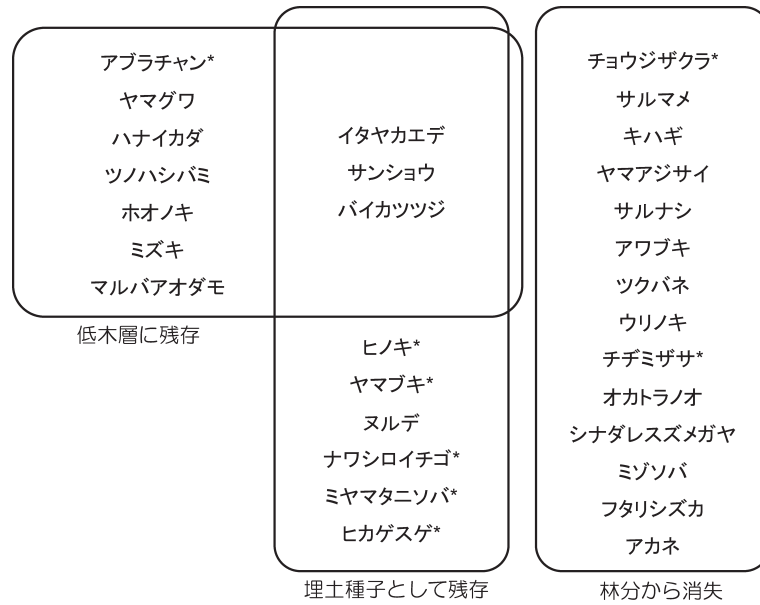 アブラチャン*
ヤマグワ
ハナイカダ
ツノハシバミ
ホオノキ
ミズキ
マルバアオダモ
低木層に残存
イタヤカエデ
サンショウ
バイカツツジ
ヒノキ*
ヤマブキ*
ヌルデ
ナワシロイチゴ*
ミヤマタニソバ*
ヒカゲスゲ*
埋土種子として残存
チョウジザクラ*
サルマメ
キハギ
ヤマアジサイ
サルナシ
アワブキ
ツクバネ
ウリノキ
チヂミザサ*
オカトラノオ
シナダレスズメガヤ
ミゾソバ
フタリシズカ
アカネ
林分から消失